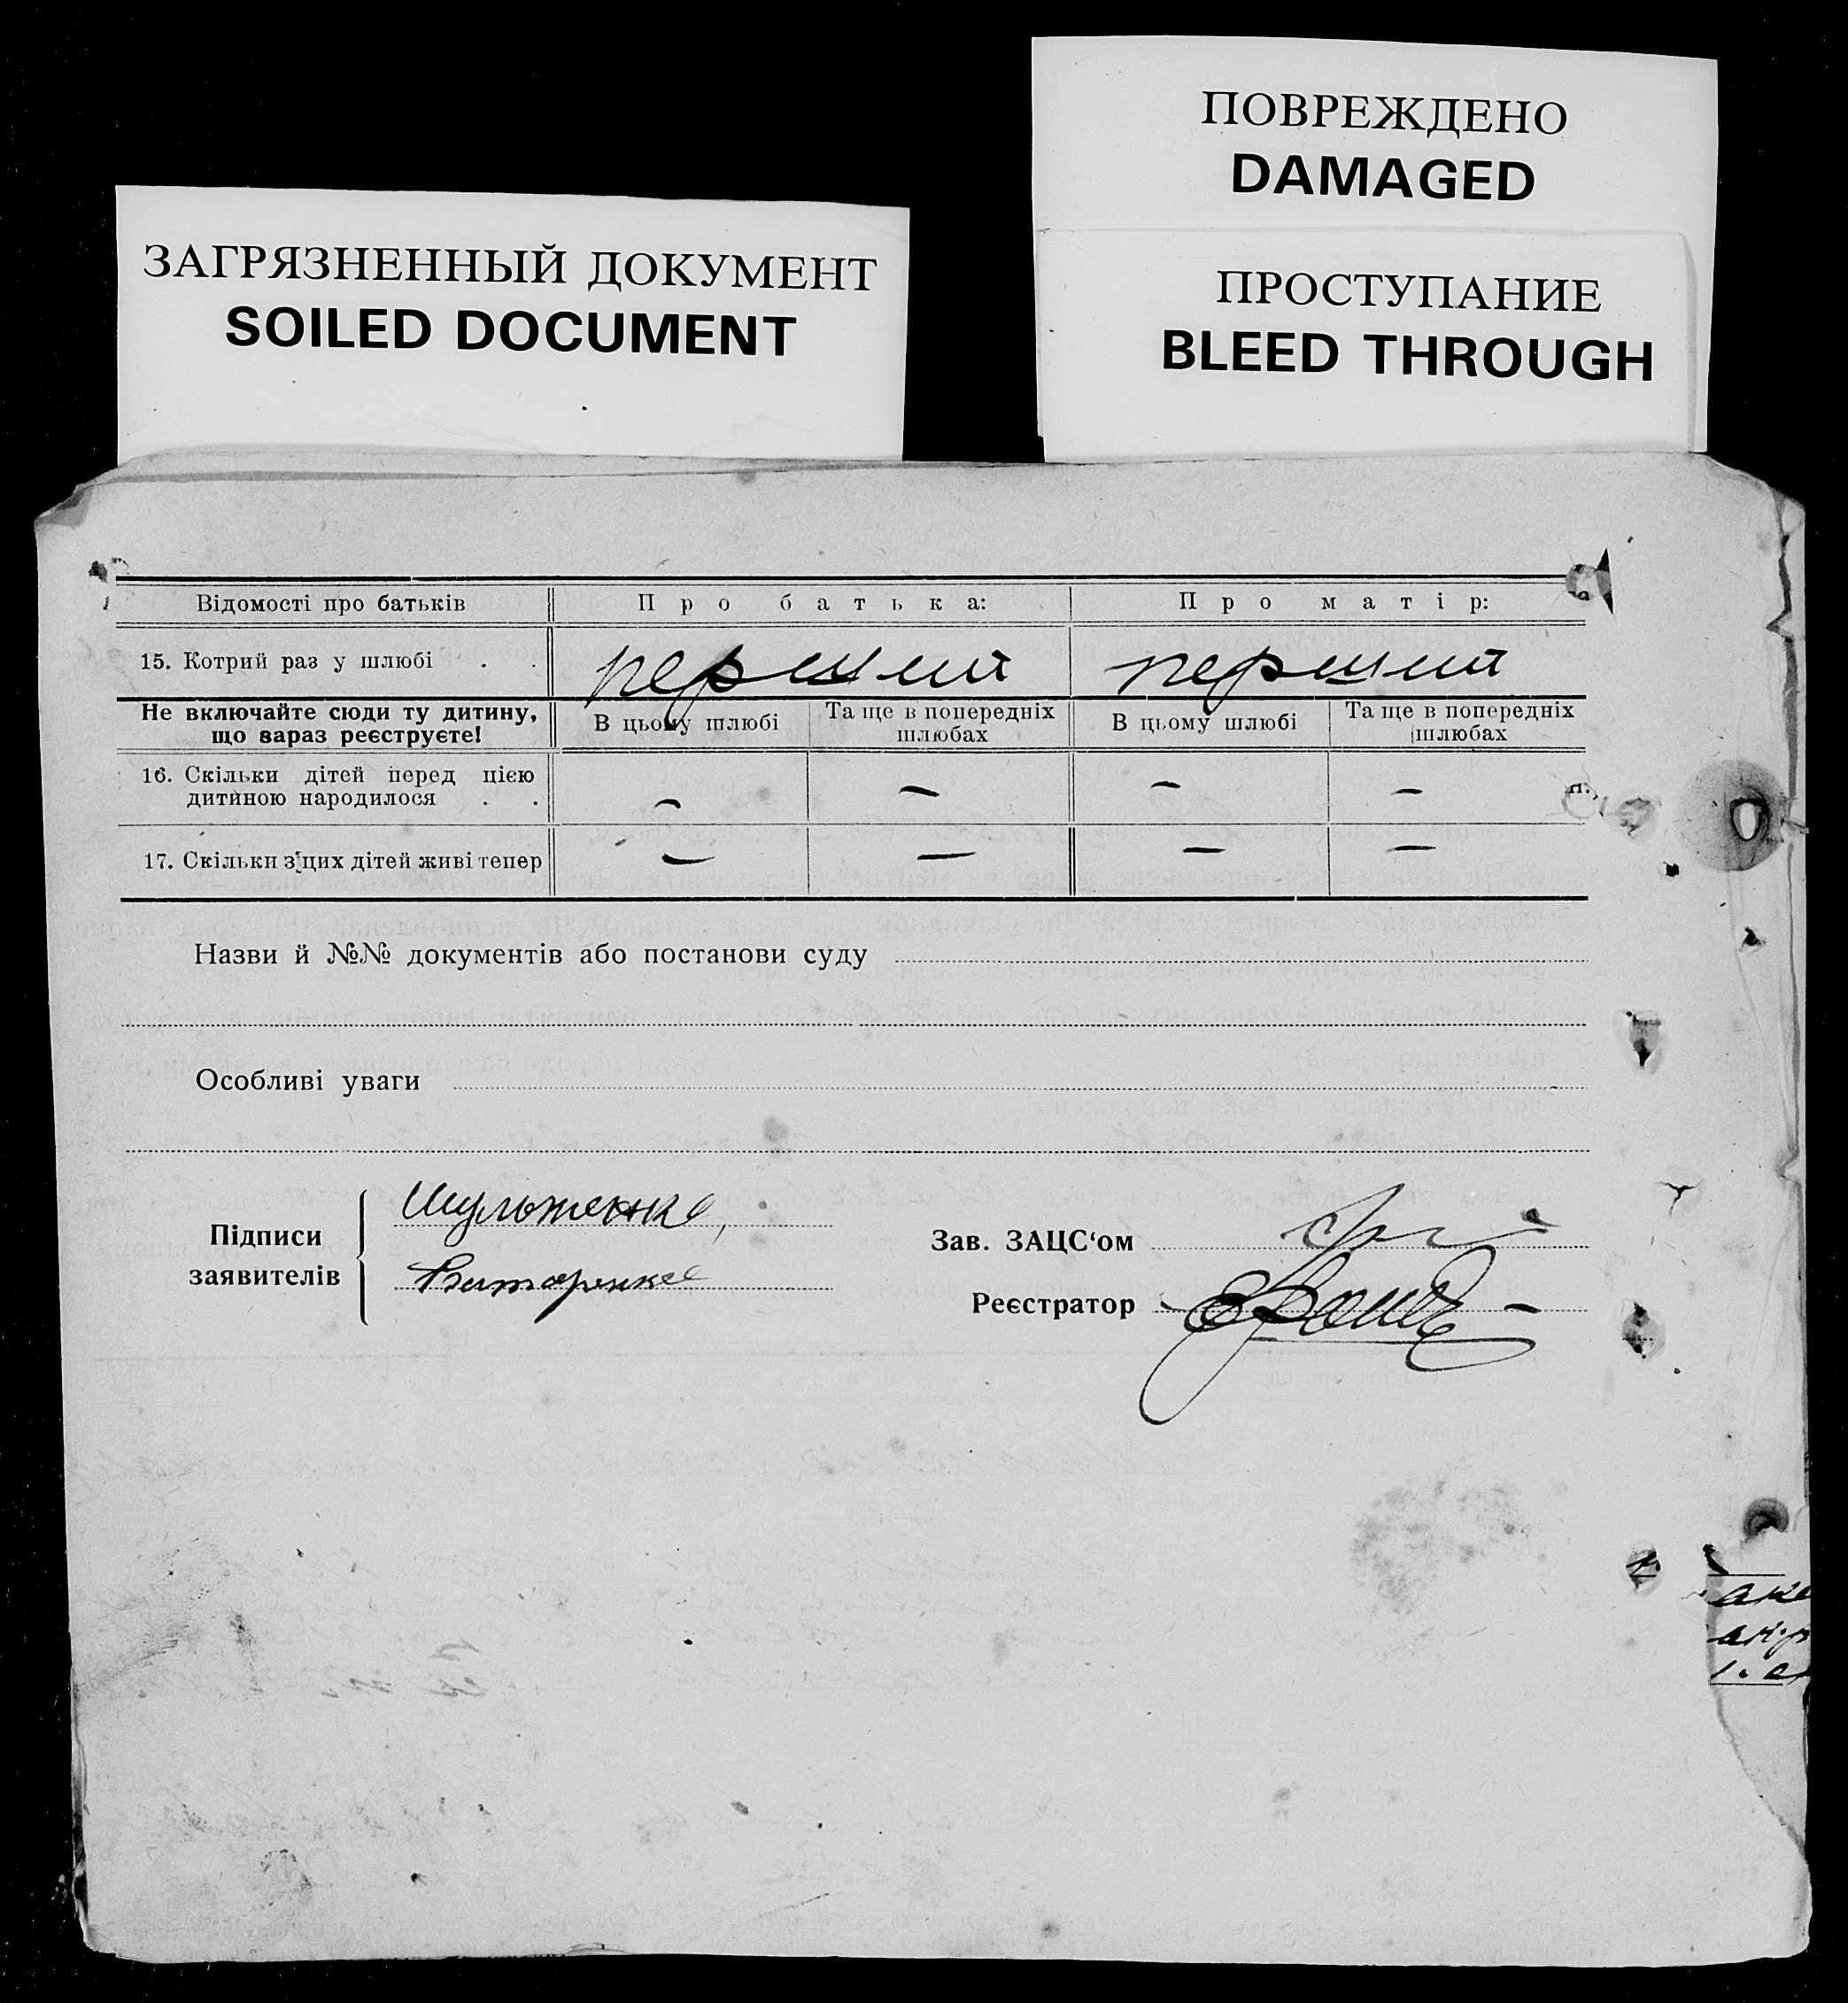 ПОВРЕЖДЕНО
DAMAGED
ЗАГРЯЗНЕННЫЙ ДОКУМЕНТ
SOILED DOCUMENT
ПРОСТУПАНИЕ
BLEED THROUGH
Відомості про батьків Про батька: Про матір:
15. Котрий раз у шлюбі . . перший перший
Не включайте сюди ту дитину, що вараз реєструєте! В цьому шлюбі Та ще в попередніх шлюбах В цьому шлюбі Та ще в попередніх шлюбах
16. Скільки дітей перед цією дитиною народилося . . — — — —
17. Скільки з цих дітей живі тепер — — — —
Назви й №№ документів або постанови суду
Особливі уваги
Підписи заявителів
Шульженко,
Зав. ЗАЦС‘ом
Реєстратор